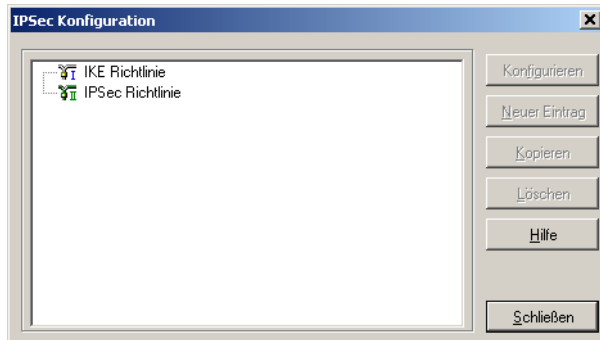 IPSec Konfiguration
IKE Richtlinie
IPSec Richtlinie
Konfigurieren
Neuer Eintrag
Kopieren
Löschen
Hilfe
Schließen